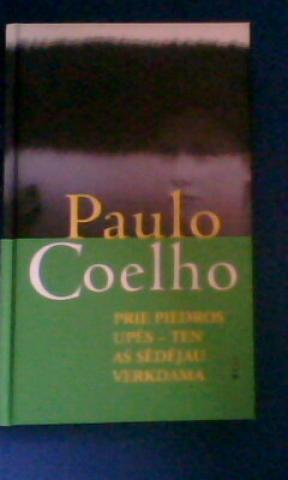 Paulo
Coelho
PRIE PIEDROS
UPĖS – TEN
AŠ SĖDĖJAU
VERKDAMA